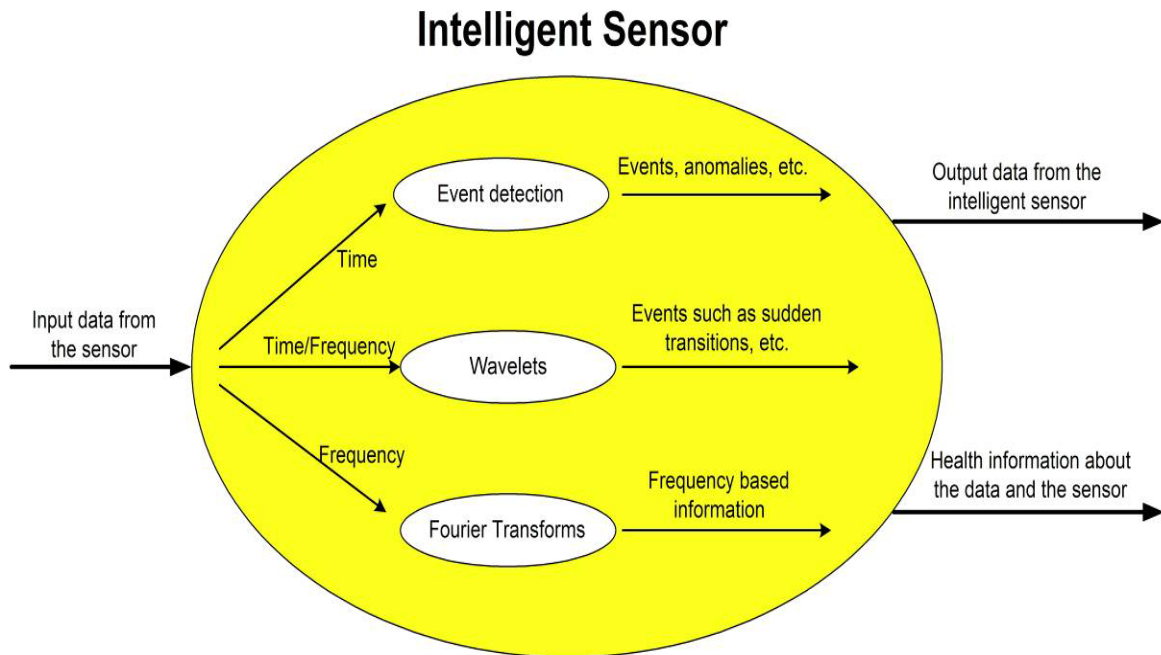 Intelligent Sensor
Events, anomalies, etc.
Event detection
Output data from the
intelligent sensor
Time
Input data from
the sensor
Time/Frequency
Wavelets
Events such as sudden
transitions, etc.
Frequency
Fourier Transforms
Frequency based
information
Health information about
the data and the sensor